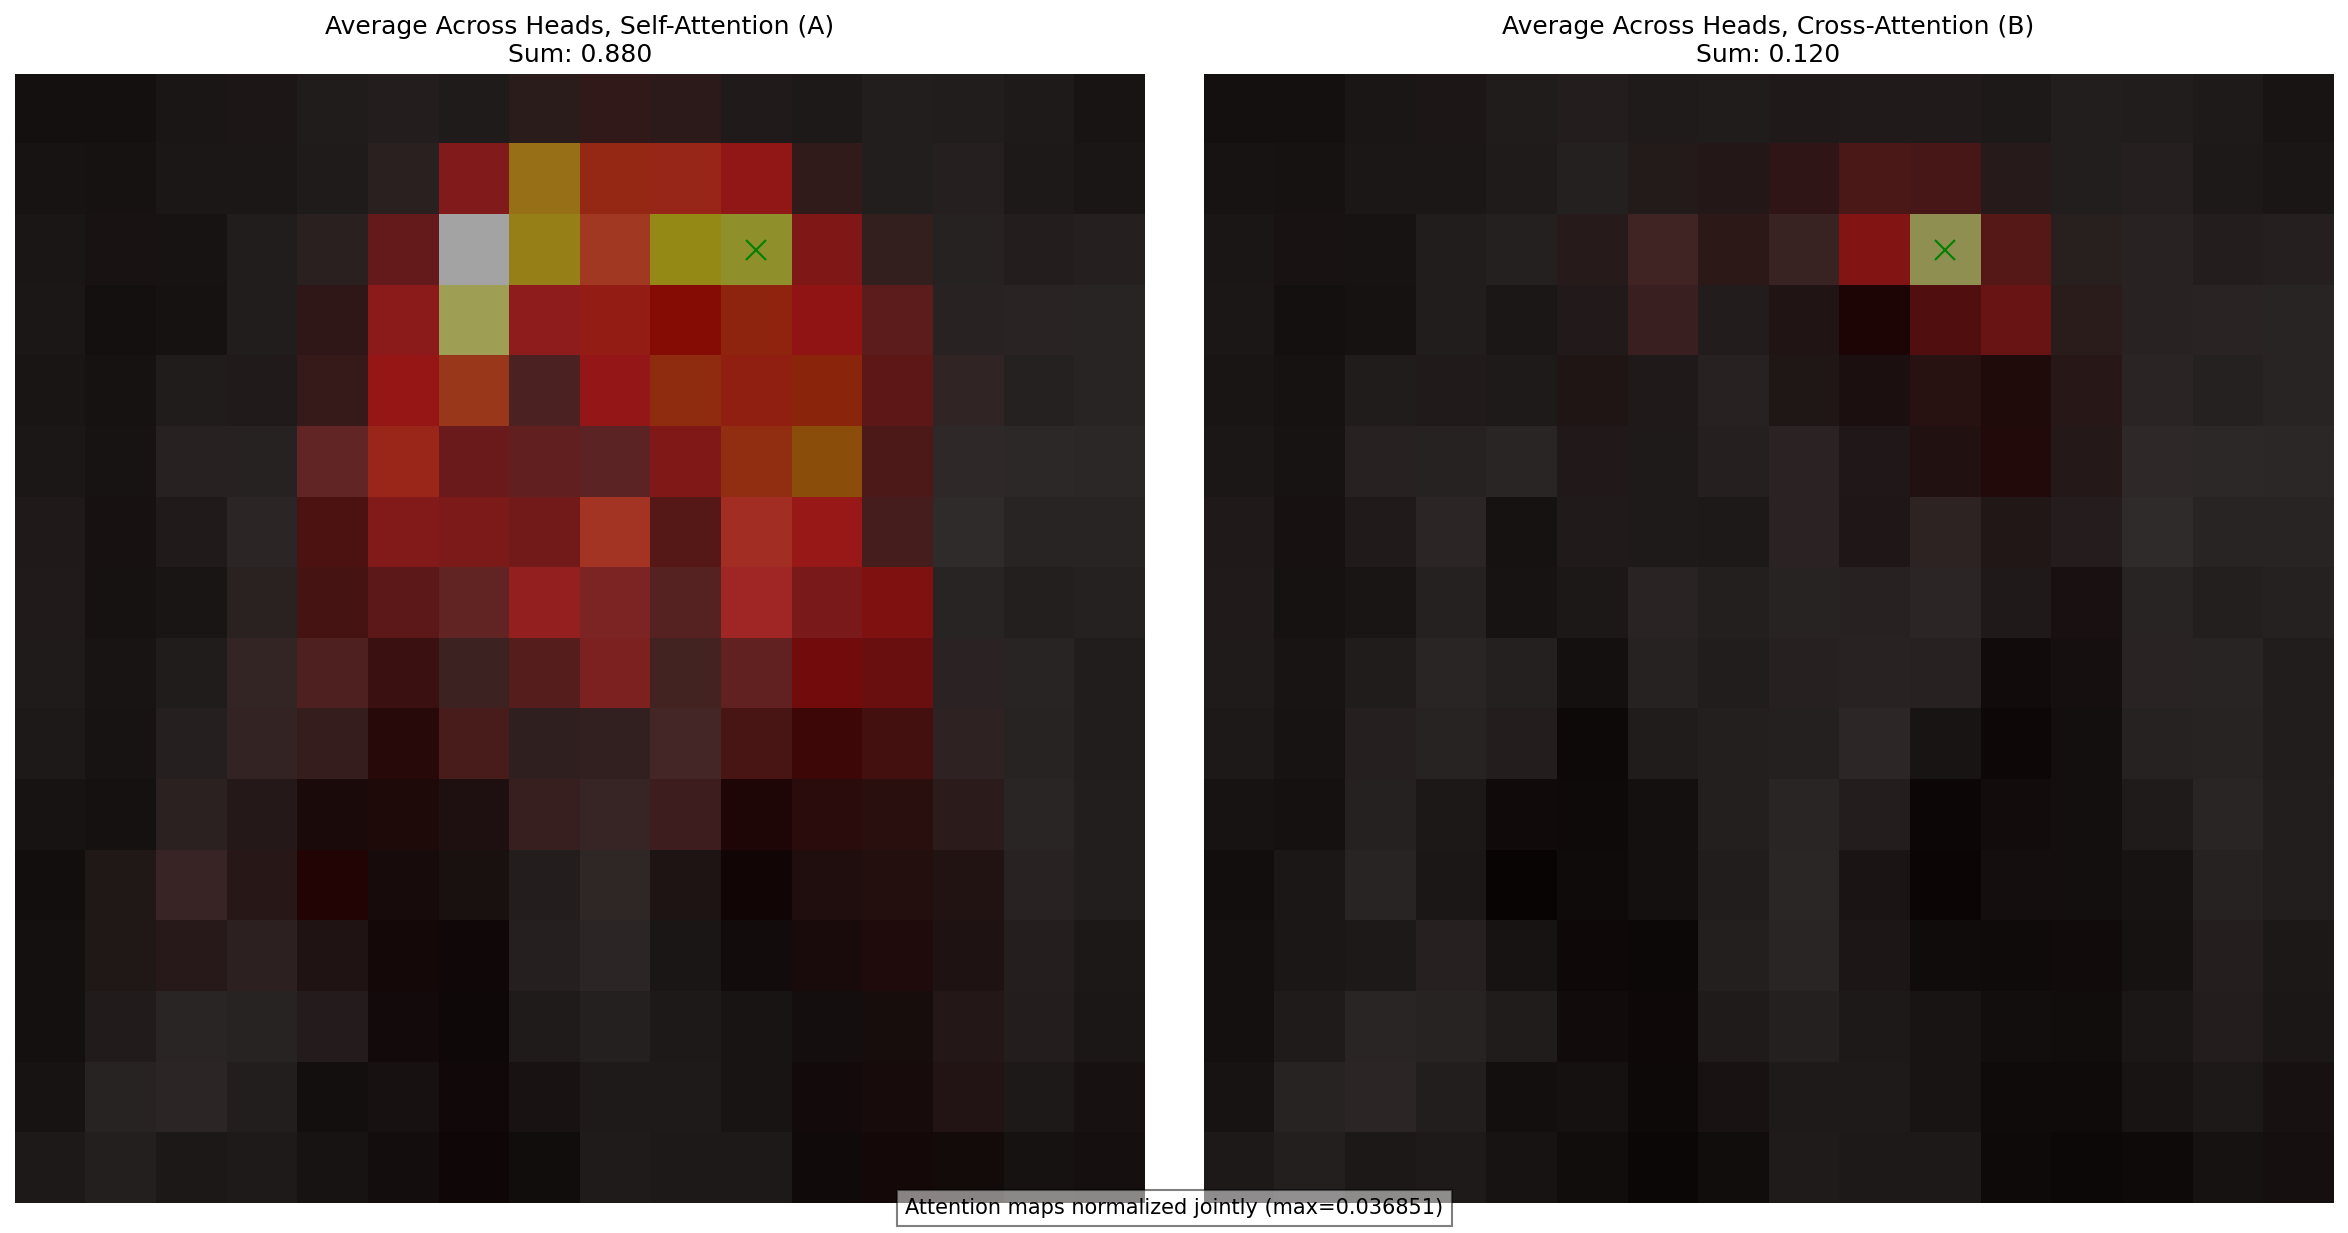 Average Across Heads, Self-Attention (A)
Sum: 0.880
Average Across Heads, Cross-Attention (B)
Sum: 0.120
Attention maps normalized jointly (max=0.036851)